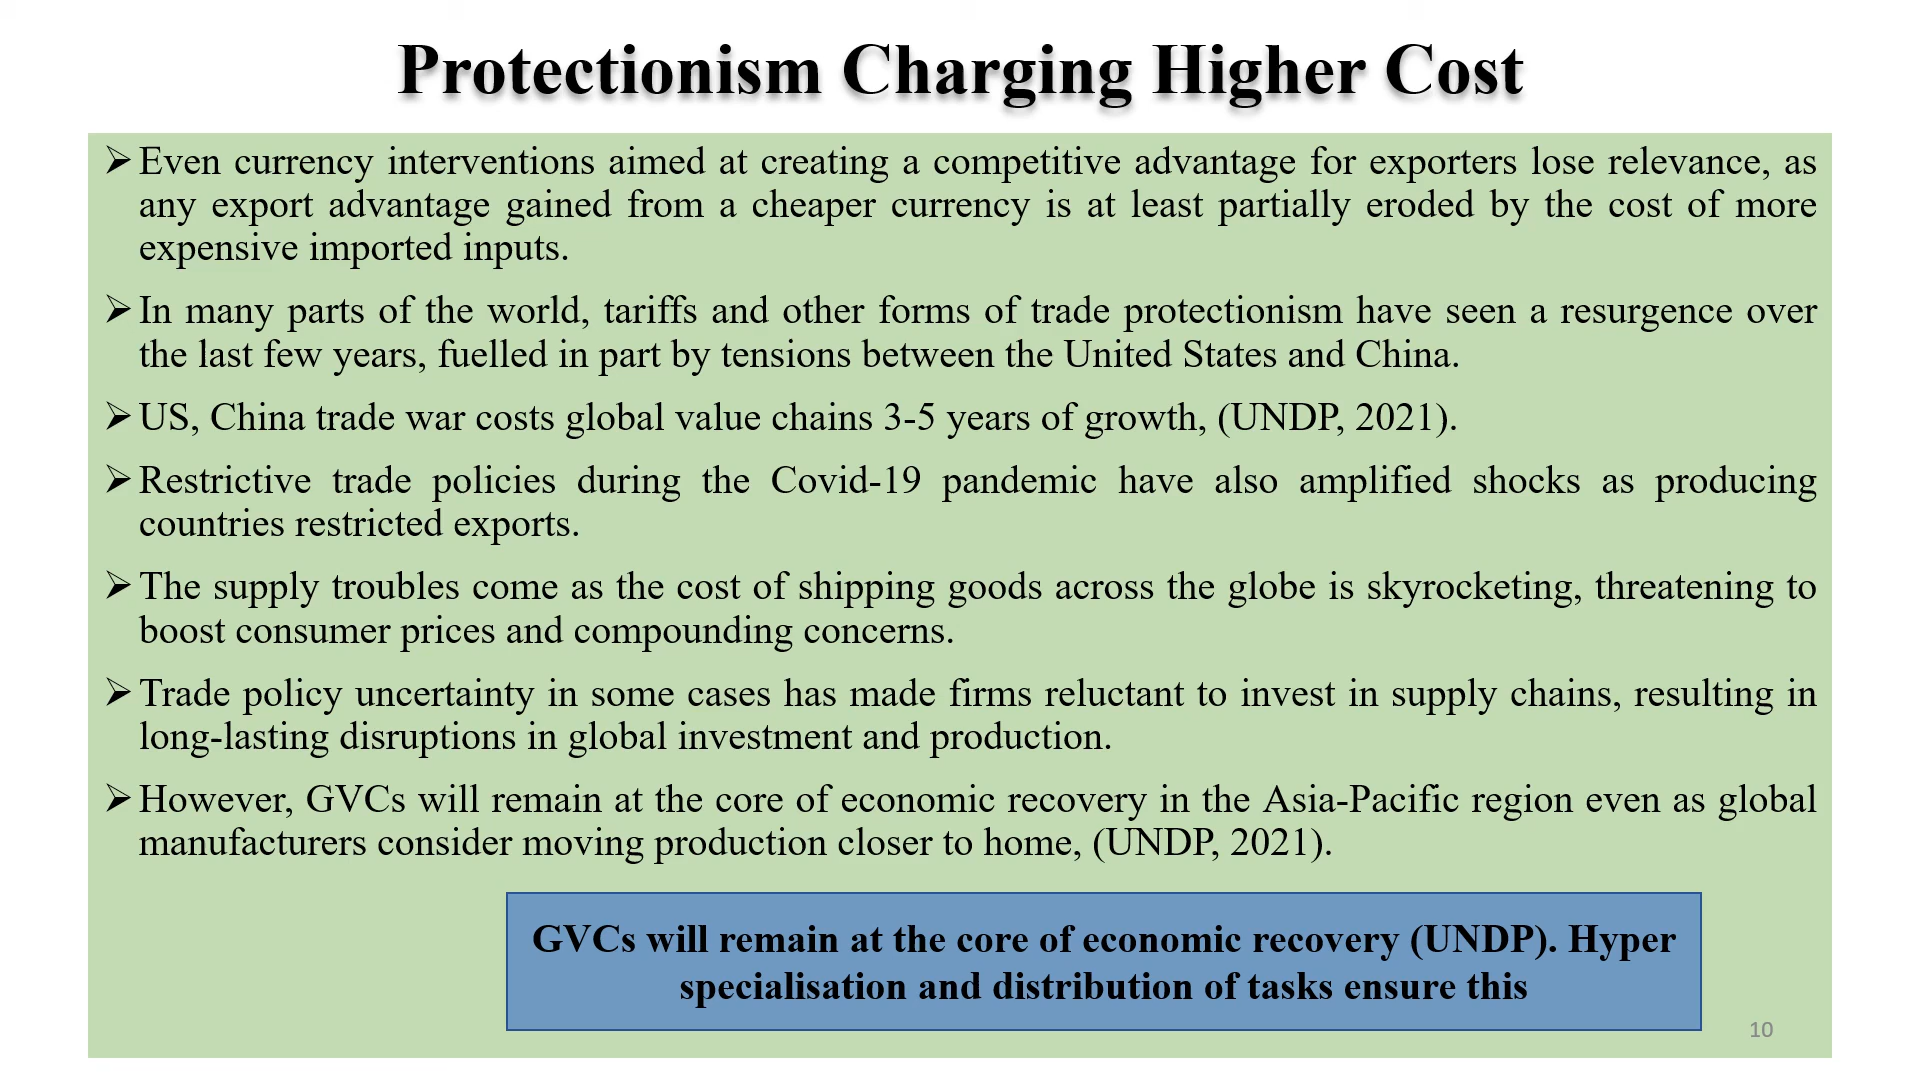 Protectionism Charging Higher Cost
➢Even currency interventions aimed at creating a competitive advantage for exporters lose relevance, as
any export advantage gained from a cheaper currency is at least partially eroded by the cost of more
expensive imported inputs.
➢In many parts of the world, tariffs and other forms of trade protectionism have seen a resurgence over
the last few years, fuelled in part by tensions between the United States and China.
➢US, China trade war costs global value chains 3-5 years of growth, (UNDP, 2021).
➢Restrictive trade policies during the Covid-19 pandemic have also amplified shocks as producing
countries restricted exports.
➢The supply troubles come as the cost of shipping goods across the globe is skyrocketing, threatening to
boost consumer prices and compounding concerns.
➢Trade policy uncertainty in some cases has made firms reluctant to invest in supply chains, resulting in
long-lasting disruptions in global investment and production.
➢However, GVCs will remain at the core of economic recovery in the Asia-Pacific region even as global
manufacturers consider moving production closer to home, (UNDP, 2021).
GVCs will remain at the core of economic recovery (UNDP). Hyper
specialisation and distribution of tasks ensure this
10